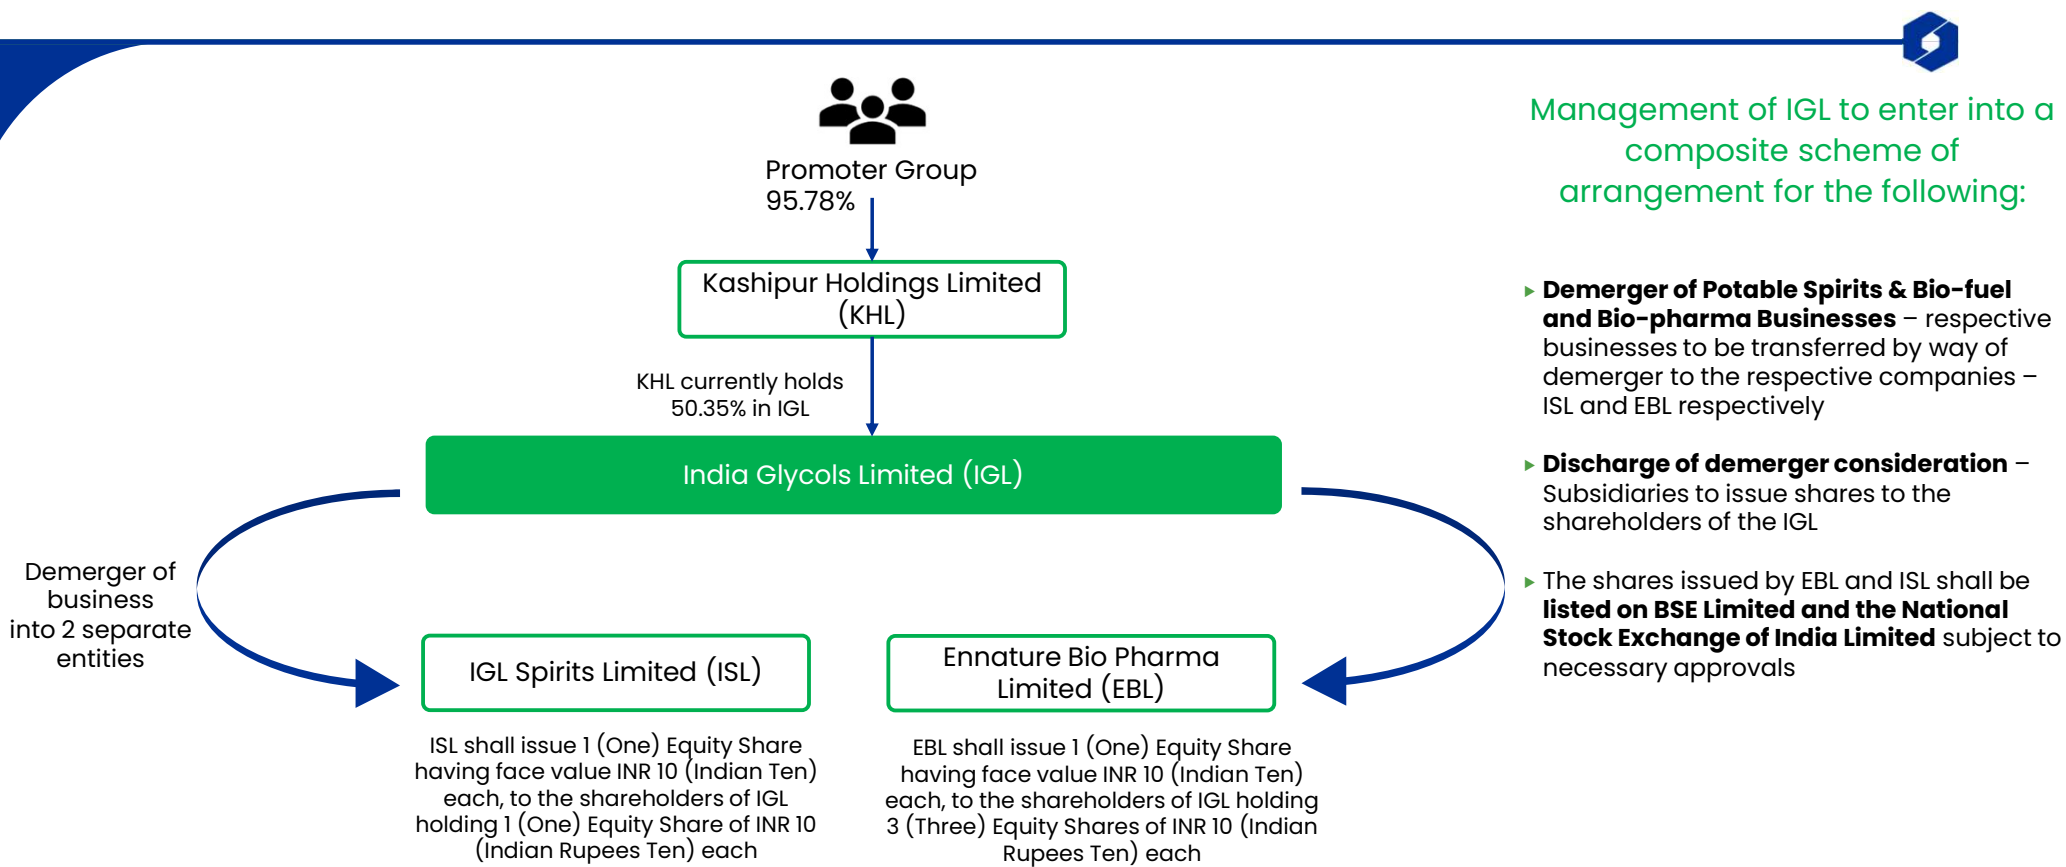 Promoter Group
95.78%
Kashipur Holdings Limited
(KHL)
KHL currently holds
50.35% in IGL
India Glycols Limited (IGL)
Demerger of
business
into 2 separate
entities
IGL Spirits Limited (ISL)
Ennature Bio Pharma
Limited (EBL)
ISL shall issue 1 (One) Equity Share
having face value INR 10 (Indian Ten)
each, to the shareholders of IGL
holding 1 (One) Equity Share of INR 10
(Indian Rupees Ten) each
EBL shall issue 1 (One) Equity Share
having face value INR 10 (Indian Ten)
each, to the shareholders of IGL holding
3 (Three) Equity Shares of INR 10 (Indian
Rupees Ten) each
Management of IGL to enter into a
composite scheme of
arrangement for the following:
Demerger of Potable Spirits & Bio-fuel
and Bio-pharma Businesses – respective
businesses to be transferred by way of
demerger to the respective companies –
ISL and EBL respectively
Discharge of demerger consideration –
Subsidiaries to issue shares to the
shareholders of the IGL
The shares issued by EBL and ISL shall be
listed on BSE Limited and the National
Stock Exchange of India Limited subject to
necessary approvals